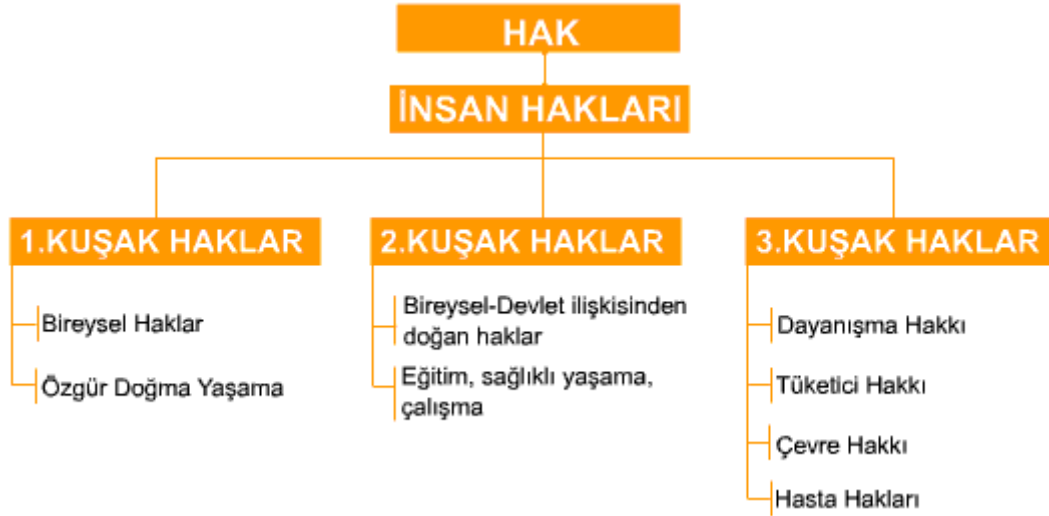 HAK
İNSAN HAKLARI
1.KUŞAK HAKLAR
Bireysel Haklar
Özgür Doğma Yaşama
2.KUŞAK HAKLAR
Bireysel-Devlet ilişkisinden
doğan haklar
Eğitim, sağlıklı yaşama,
çalışma
3.KUŞAK HAKLAR
Dayanışma Hakkı
Tüketici Hakkı
Çevre Hakkı
Hasta Hakları